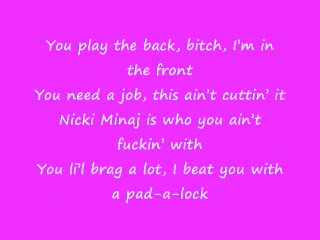 You play the back, bitch, I'm in
the front
You need a job, this ain't cuttin' it
Nicki Minaj is who you ain't
fuckin' with
You li'l brag a lot, I beat you with
a pad-a-lock